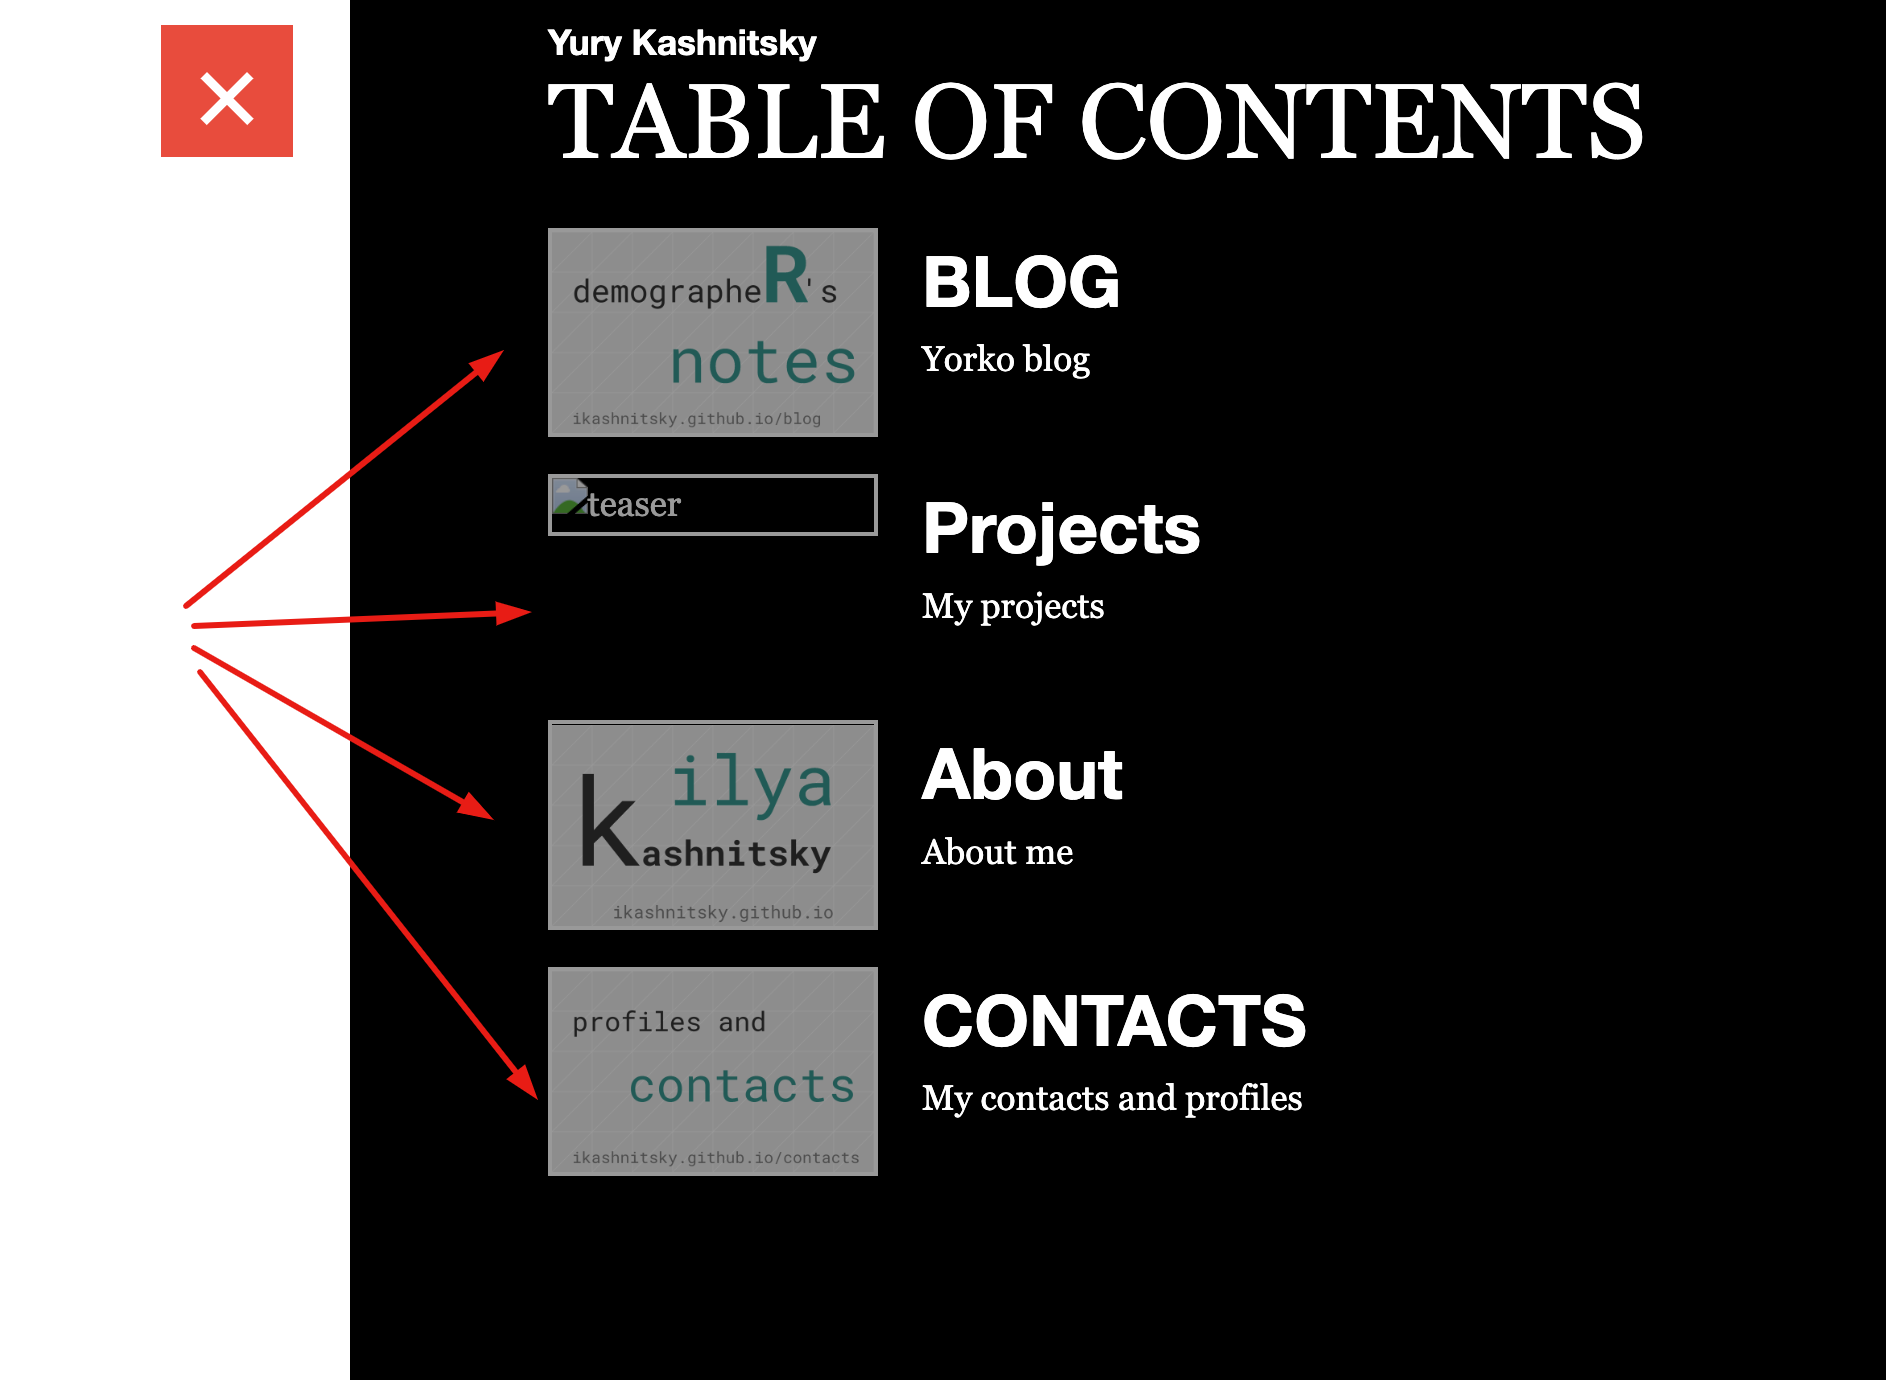 Yury Kashnitsky
TABLE OF CONTENTS
demographeR's
notes
ikashnitsky.github.io/blog
BLOG
Yorko blog
teaser
Projects
My projects
ilya
kashnitsky
ikashnitsky.github.io
About
About me
profiles and
contacts
ikashnitsky.github.io/contacts
CONTACTS
My contacts and profiles